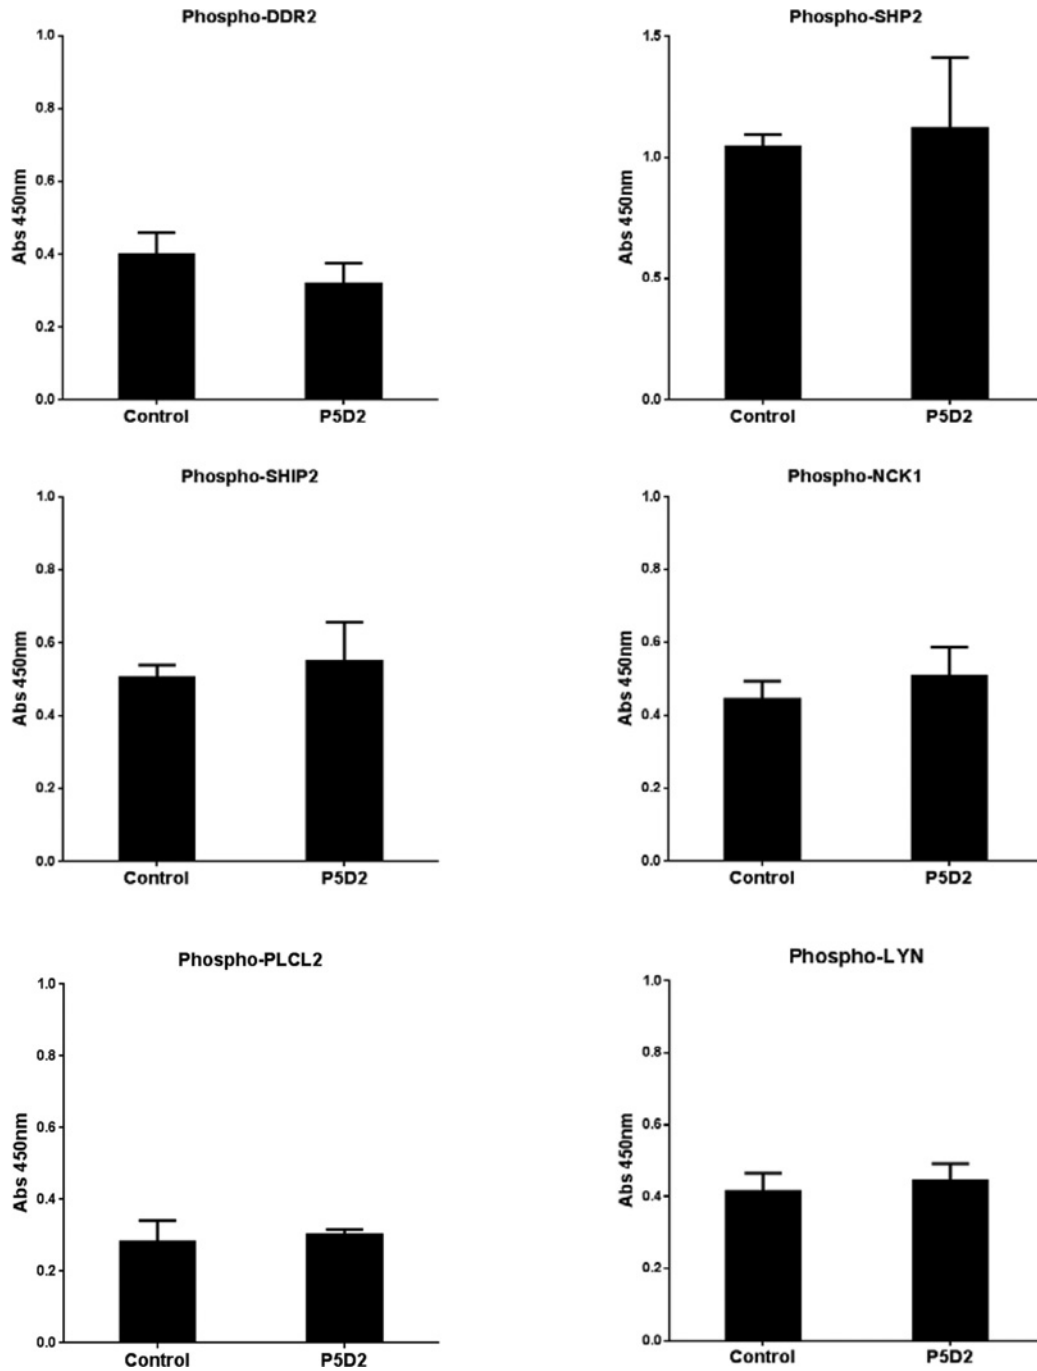 Phospho-DDR2
1.0
0.8
0.6
0.4
0.2
0.0
Abs 450nm
Control P5D2
Phospho-SHP2
1.5
1.0
0.5
0.0
Abs 450nm
Control P5D2
Phospho-SHIP2
1.0
0.8
0.6
0.4
0.2
0.0
Abs 450nm
Control P5D2
Phospho-NCK1
1.0
0.8
0.6
0.4
0.2
0.0
Abs 450nm
Control P5D2
Phospho-PLCL2
1.0
0.8
0.6
0.4
0.2
0.0
Abs 450nm
Control P5D2
Phospho-LYN
1.0
0.8
0.6
0.4
0.2
0.0
Abs 450nm
Control P5D2